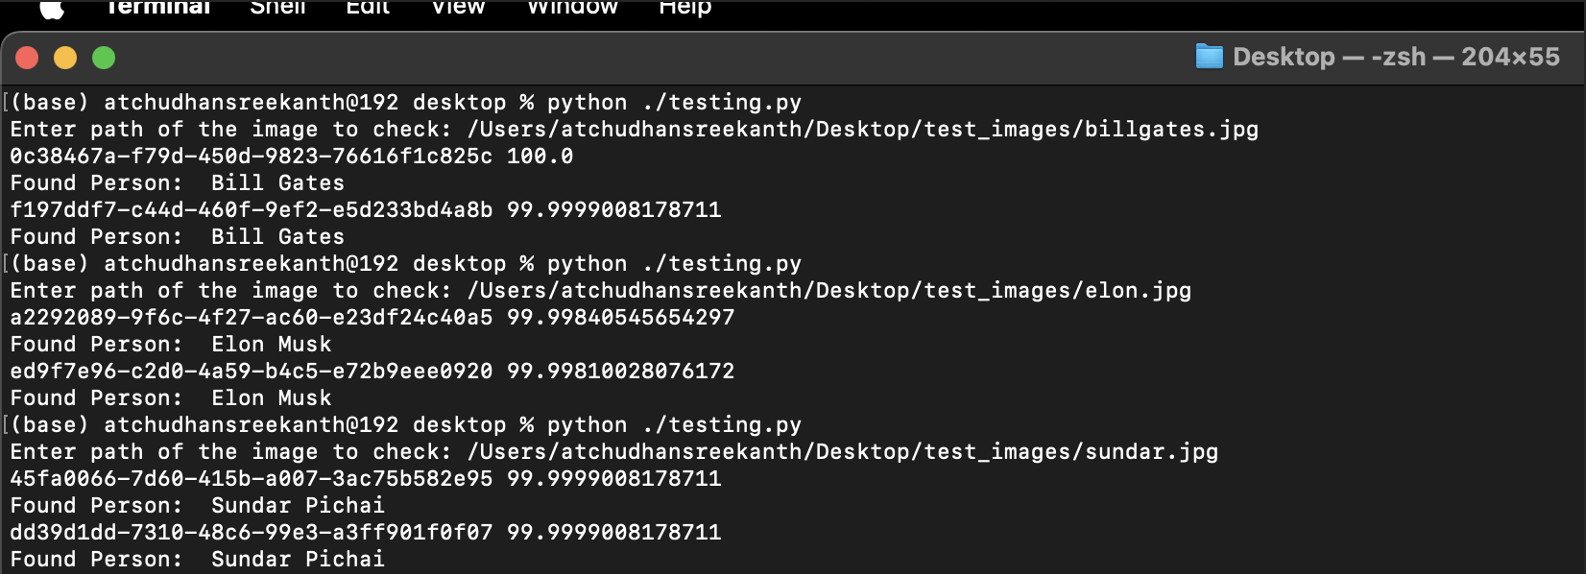 Terminal Shell Edit View Window Help
Desktop — -zsh — 204×55
[(base) atchudhansreekanth@192 desktop % python ./testing.py
Enter path of the image to check: /Users/atchudhansreekanth/Desktop/test_images/billgates.jpg
0c38467a-f79d-450d-9823-76616f1c825c 100.0
Found Person:  Bill Gates
f197ddf7-c44d-460f-9ef2-e5d233bd4a8b 99.9999008178711
Found Person:  Bill Gates
[(base) atchudhansreekanth@192 desktop % python ./testing.py
Enter path of the image to check: /Users/atchudhansreekanth/Desktop/test_images/elon.jpg
a2292089-9f6c-4f27-ac60-e23df24c40a5 99.99840545654297
Found Person:  Elon Musk
ed9f7e96-c2d0-4a59-b4c5-e72b9eee0920 99.99810028076172
Found Person:  Elon Musk
[(base) atchudhansreekanth@192 desktop % python ./testing.py
Enter path of the image to check: /Users/atchudhansreekanth/Desktop/test_images/sundar.jpg
45fa0066-7d60-415b-a007-3ac75b582e95 99.9999008178711
Found Person:  Sundar Pichai
dd39d1dd-7310-48c6-99e3-a3ff901f0f07 99.9999008178711
Found Person:  Sundar Pichai